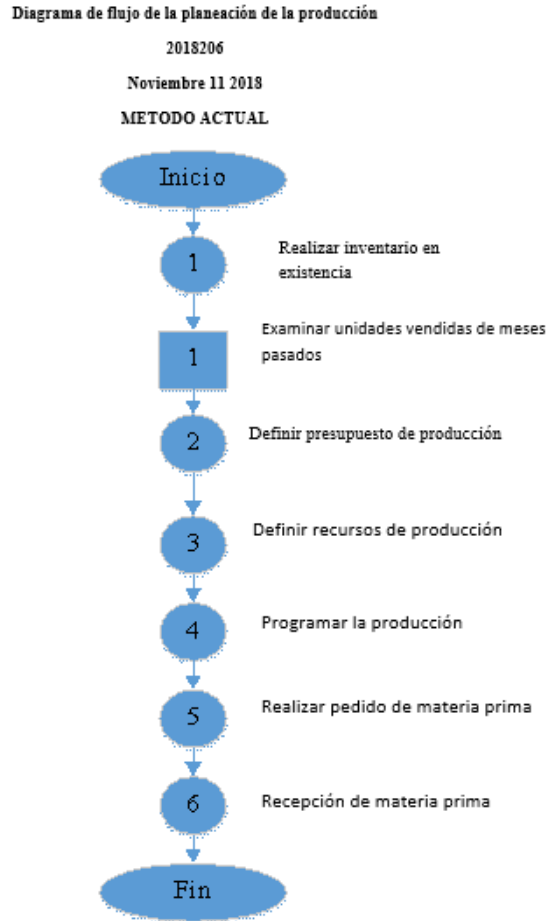 Diagrama de flujo de la planeación de la producción
2018206
Noviembre 11 2018
METODO ACTUAL
Inicio
1
Realizar inventario en
existencia
1
Examinar unidades vendidas de meses
pasados
2
Definir presupuesto de producción
3
Definir recursos de producción
4
Programar la producción
5
Realizar pedido de materia prima
6
Recepción de materia prima
Fin